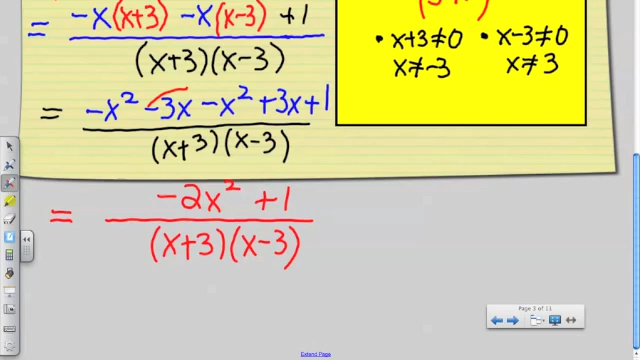 = -x(x+3) -x(x-3) +1
(x+3)(x-3)
= -x² -3x -x² +3x +1
(x+3)(x-3)
= -2x² +1
(x+3)(x-3)
• x+3≠0 • x-3≠0
x≠-3 x≠3
Page 3 of 11
Extend Page